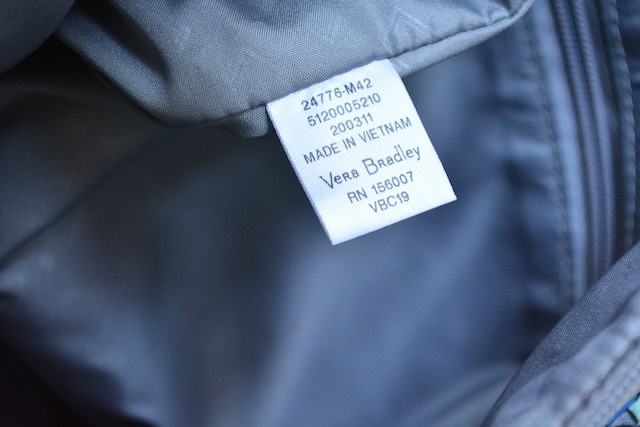 24776-M42
5120005210
200311
MADE IN VIETNAM
Vera Bradley
RN 156007
VBC19